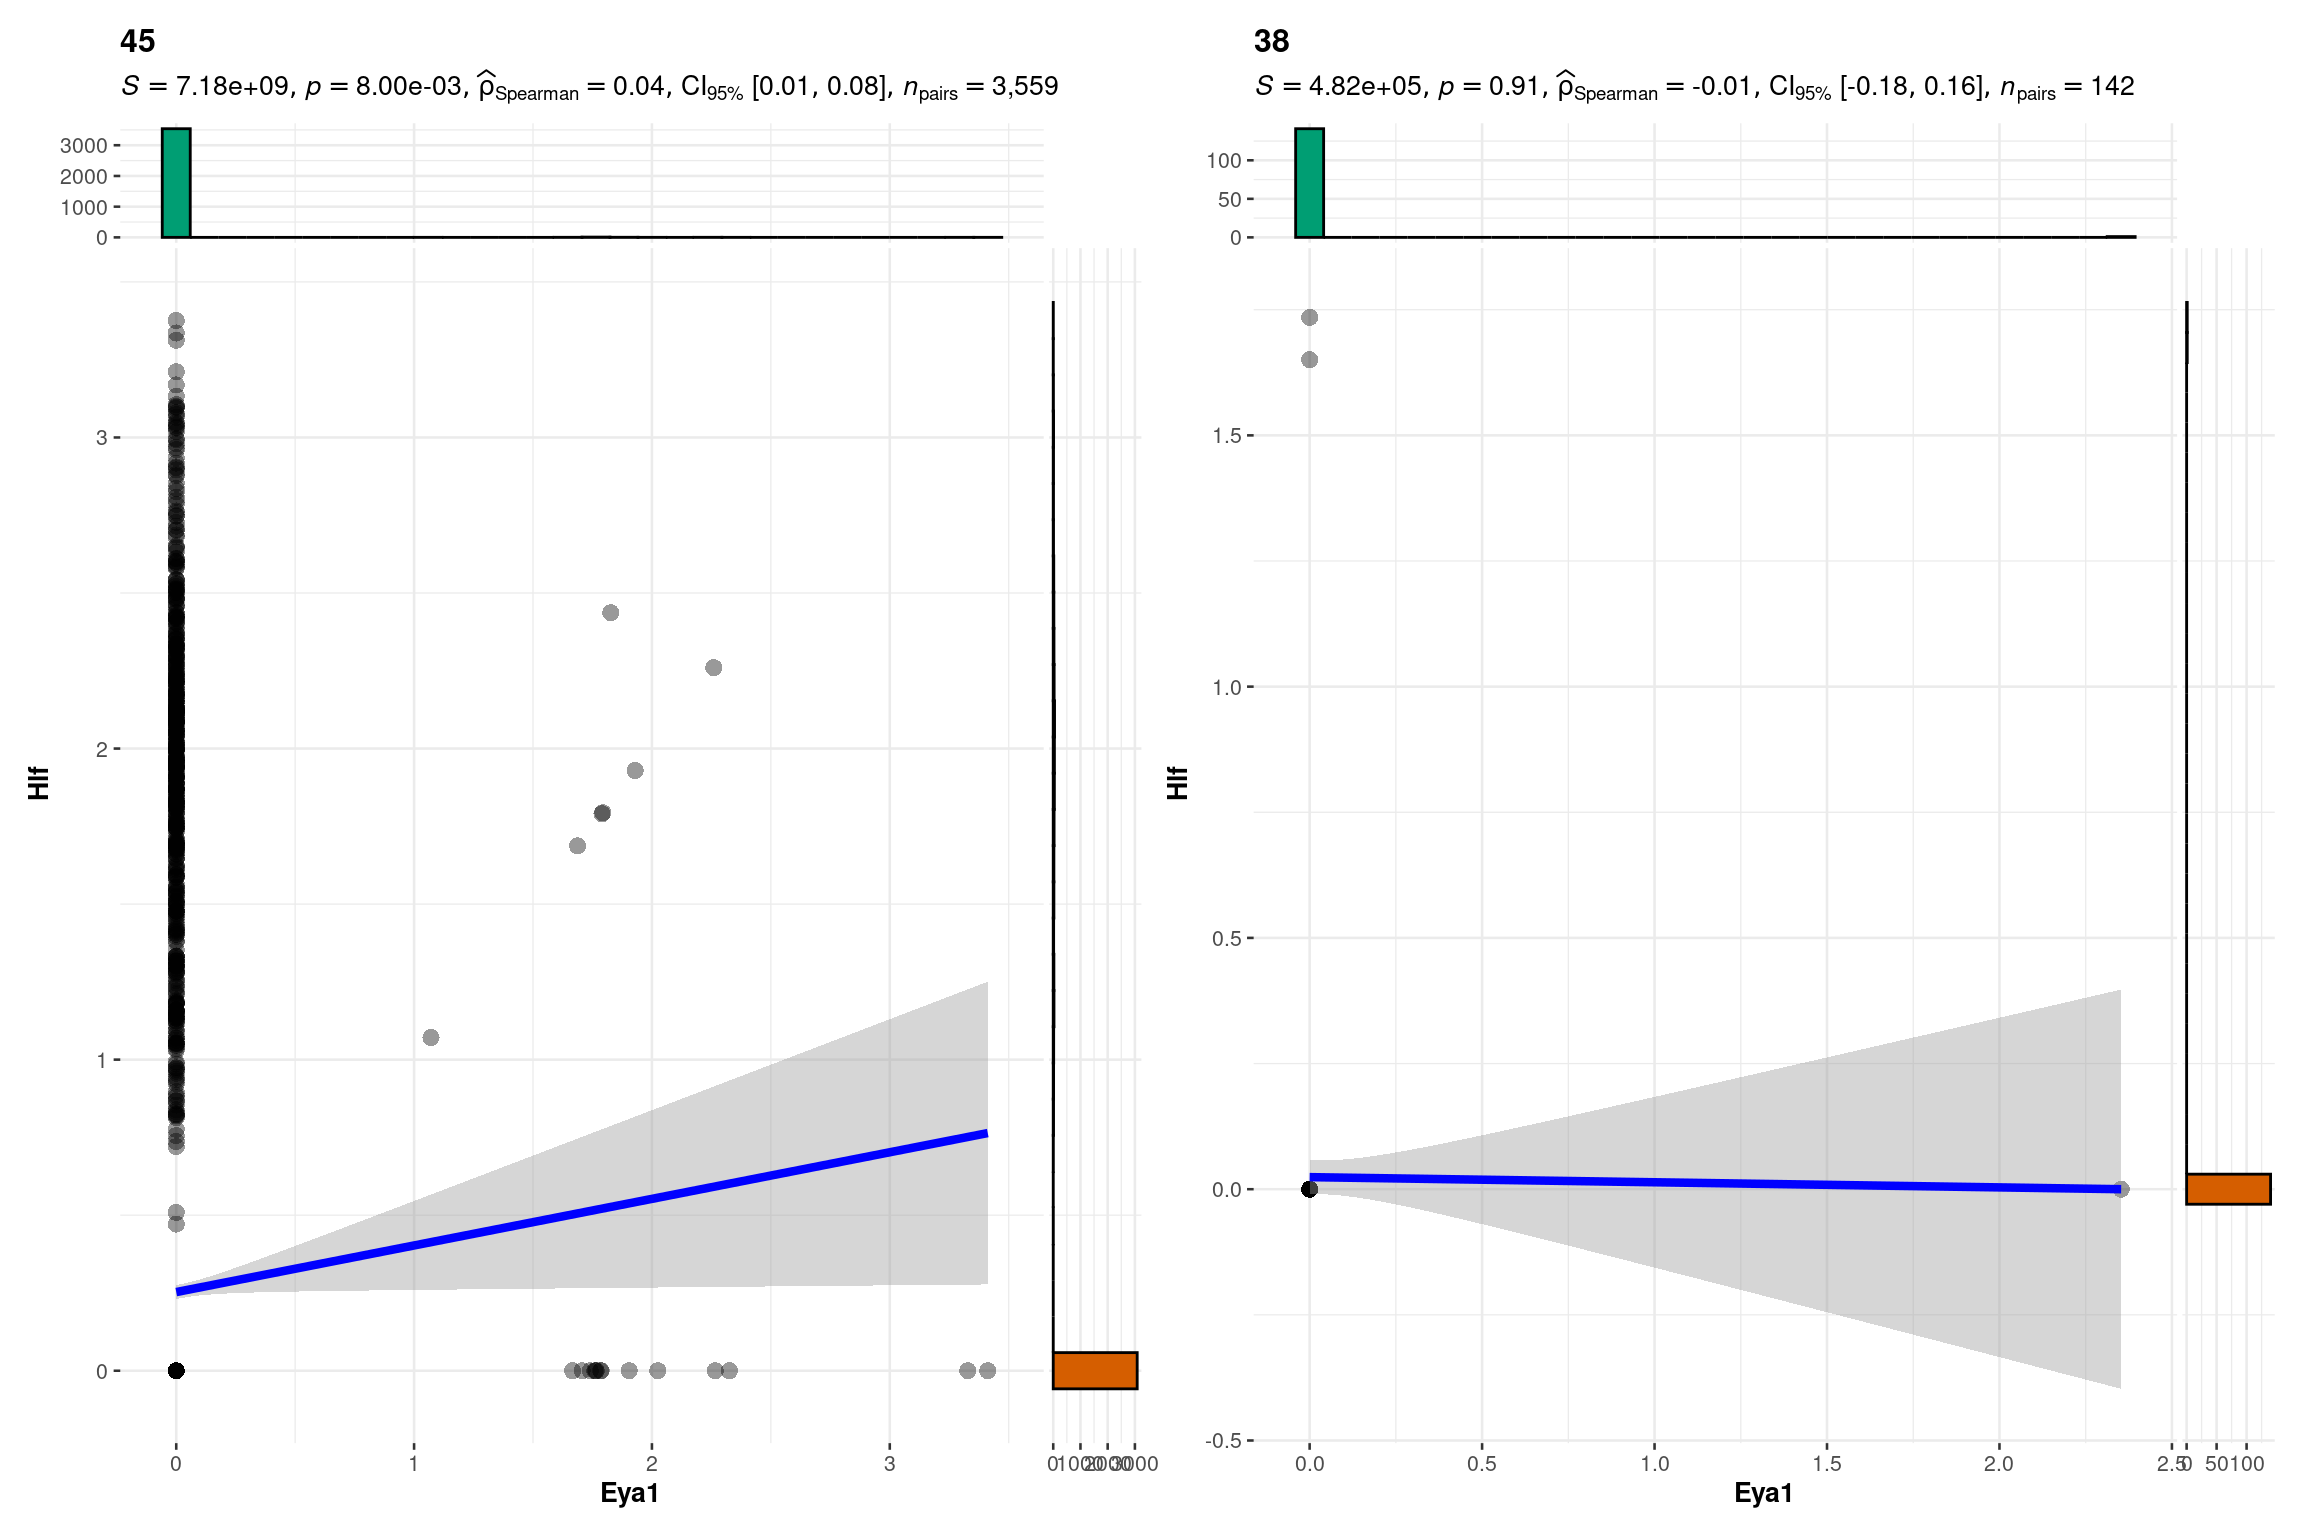 45
S = 7.18e+09, p = 8.00e-03, ρ̂Spearman = 0.04, CI95% [0.01, 0.08], npairs = 3,559
3000
2000
1000
0
3
2
1
0
Hlf
0 1 2 3
0 1000 2000 3000
Eya1
38
S = 4.82e+05, p = 0.91, ρ̂Spearman = -0.01, CI95% [-0.18, 0.16], npairs = 142
100
50
0
1.5
1.0
0.5
0.0
-0.5
Hlf
0.0 0.5 1.0 1.5 2.0 2.5
0 50 100
Eya1